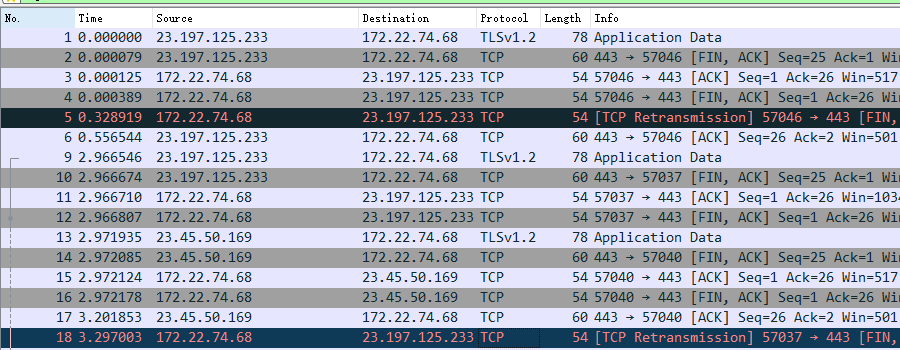 No. Time Source Destination Protocol Length Info
1 0.000000 23.197.125.233 172.22.74.68 TLSv1.2 78 Application Data
2 0.000079 23.197.125.233 172.22.74.68 TCP 60 443 → 57046 [FIN, ACK] Seq=25 Ack=1 Win
3 0.000125 172.22.74.68 23.197.125.233 TCP 54 57046 → 443 [ACK] Seq=1 Ack=26 Win=517
4 0.000389 172.22.74.68 23.197.125.233 TCP 54 57046 → 443 [FIN, ACK] Seq=1 Ack=26 Win
5 0.328919 172.22.74.68 23.197.125.233 TCP 54 [TCP Retransmission] 57046 → 443 [FIN,
6 0.556544 23.197.125.233 172.22.74.68 TCP 60 443 → 57046 [ACK] Seq=26 Ack=2 Win=501
9 2.966546 23.197.125.233 172.22.74.68 TLSv1.2 78 Application Data
10 2.966674 23.197.125.233 172.22.74.68 TCP 60 443 → 57037 [FIN, ACK] Seq=25 Ack=1 Win
11 2.966710 172.22.74.68 23.197.125.233 TCP 54 57037 → 443 [ACK] Seq=1 Ack=26 Win=1034
12 2.966807 172.22.74.68 23.197.125.233 TCP 54 57037 → 443 [FIN, ACK] Seq=1 Ack=26 Win
13 2.971935 23.45.50.169 172.22.74.68 TLSv1.2 78 Application Data
14 2.972085 23.45.50.169 172.22.74.68 TCP 60 443 → 57040 [FIN, ACK] Seq=25 Ack=1 Win
15 2.972124 172.22.74.68 23.45.50.169 TCP 54 57040 → 443 [ACK] Seq=1 Ack=26 Win=517
16 2.972178 172.22.74.68 23.45.50.169 TCP 54 57040 → 443 [FIN, ACK] Seq=1 Ack=26 Win
17 3.201853 23.45.50.169 172.22.74.68 TCP 60 443 → 57040 [ACK] Seq=26 Ack=2 Win=501
18 3.297003 172.22.74.68 23.197.125.233 TCP 54 [TCP Retransmission] 57037 → 443 [FIN,